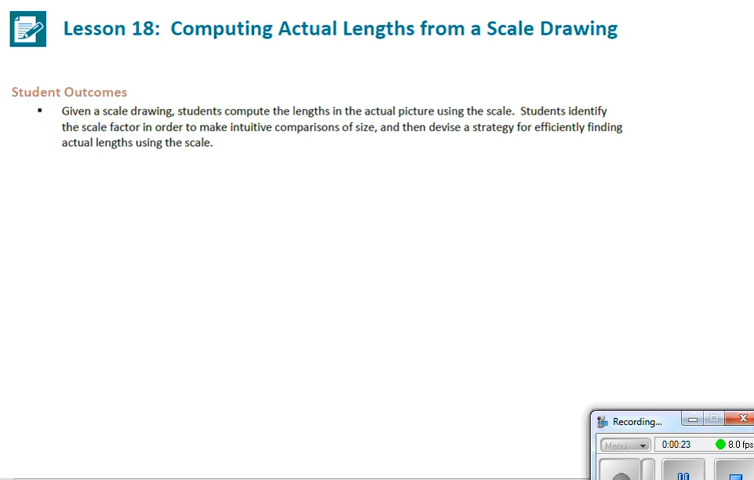 Lesson 18:  Computing Actual Lengths from a Scale Drawing
Student Outcomes
▪ Given a scale drawing, students compute the lengths in the actual picture using the scale.  Students identify
the scale factor in order to make intuitive comparisons of size, and then devise a strategy for efficiently finding
actual lengths using the scale.
Recording...
Menu 0:00:23 8.0 fps